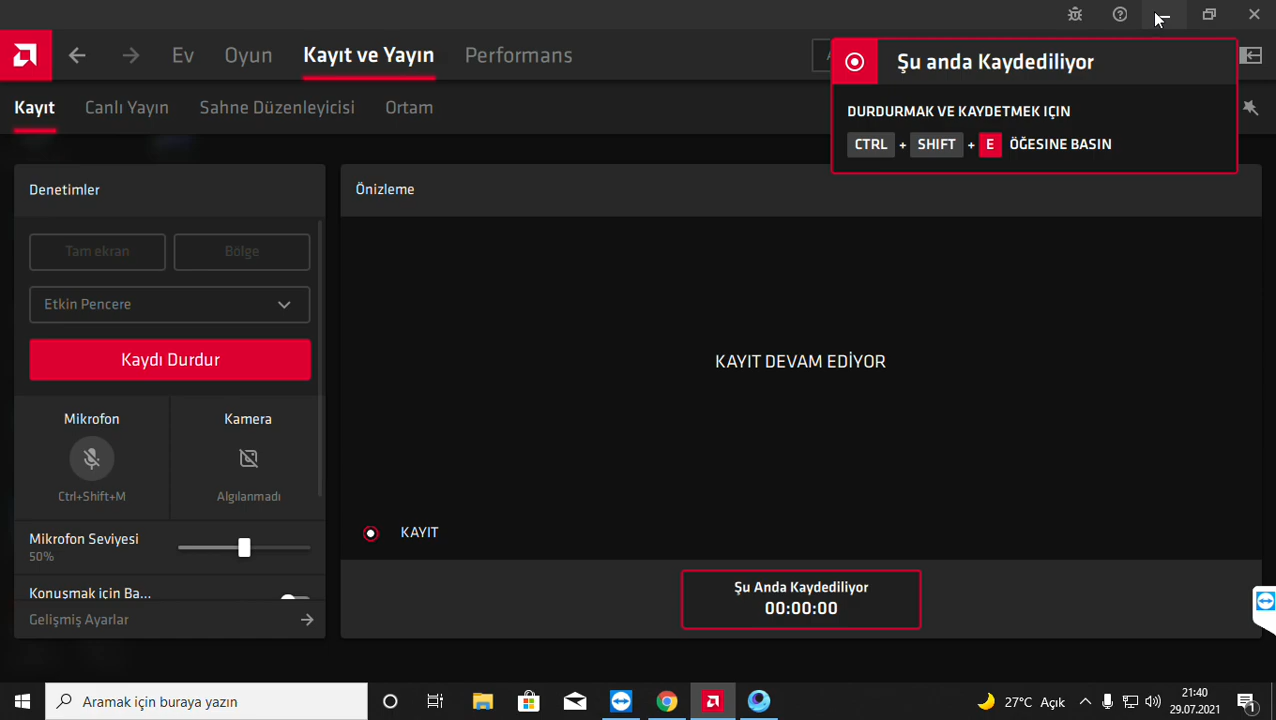 Ev Oyun Kayıt ve Yayın Performans
Şu anda Kaydediliyor
Kayıt Canlı Yayın Sahne Düzenleyicisi Ortam
DURDURMAK VE KAYDETMEK IÇIN
CTRL + SHIFT + E ÖĞESINE BASIN
Denetimler
Önizleme
Tam ekran Bölge
Etkin Pencere
Kaydı Durdur
KAYIT DEVAM EDİYOR
Mikrofon Kamera
Ctrl+Shift+M Algılanmadı
KAYIT
Mikrofon Seviyesi
50%
Konuşmak için Ba...
Gelişmiş Ayarlar
Şu Anda Kaydediliyor
00:00:00
Aramak için buraya yazın
27°C Açık
21:40
29.07.2021
1